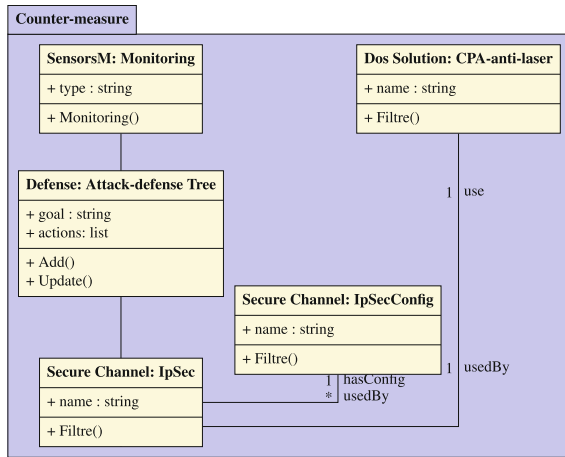 Counter-measure
SensorsM: Monitoring
+ type : string
+ Monitoring()
Dos Solution: CPA-anti-laser
+ name : string
+ Filtre()
Defense: Attack-defense Tree
+ goal : string
+ actions: list
+ Add()
+ Update()
1 use
Secure Channel: IpSecConfig
+ name : string
+ Filtre()
Secure Channel: IpSec
+ name : string
+ Filtre()
1 hasConfig
* usedBy
1 usedBy